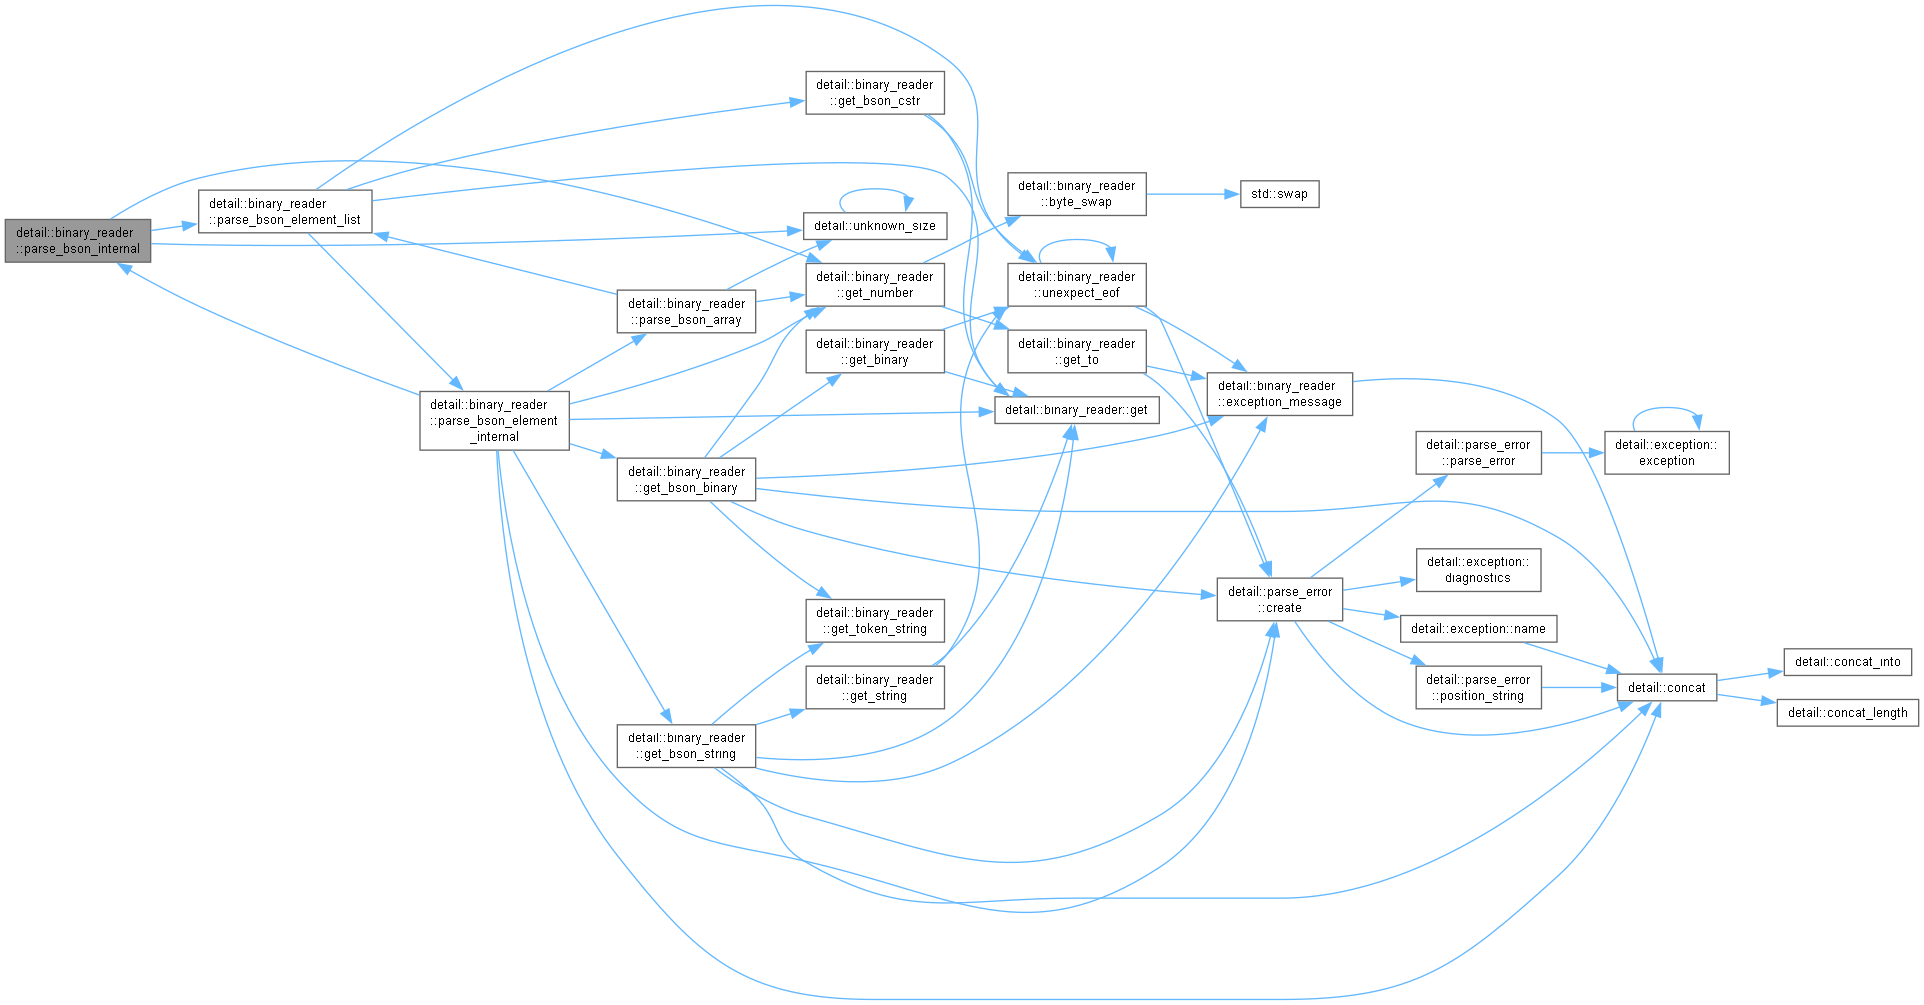 detail::binary_reader
::parse_bson_internal
detail::binary_reader
::parse_bson_element_list
detail::binary_reader
::parse_bson_element
_internal
detail::binary_reader
::parse_bson_array
detail::binary_reader
::get_bson_binary
detail::binary_reader
::get_bson_string
detail::binary_reader
::get_bson_cstr
detail::unknown_size
detail::binary_reader
::get_number
detail::binary_reader
::get_binary
detail::binary_reader
::get_token_string
detail::binary_reader
::get_string
detail::binary_reader
::byte_swap
detail::binary_reader
::unexpect_eof
detail::binary_reader
::get_to
detail::binary_reader::get
std::swap
detail::binary_reader
::exception_message
detail::parse_error
::create
detail::parse_error
::parse_error
detail::exception::
diagnostics
detail::exception::name
detail::parse_error
::position_string
detail::exception::
exception
detail::concat
detail::concat_into
detail::concat_length